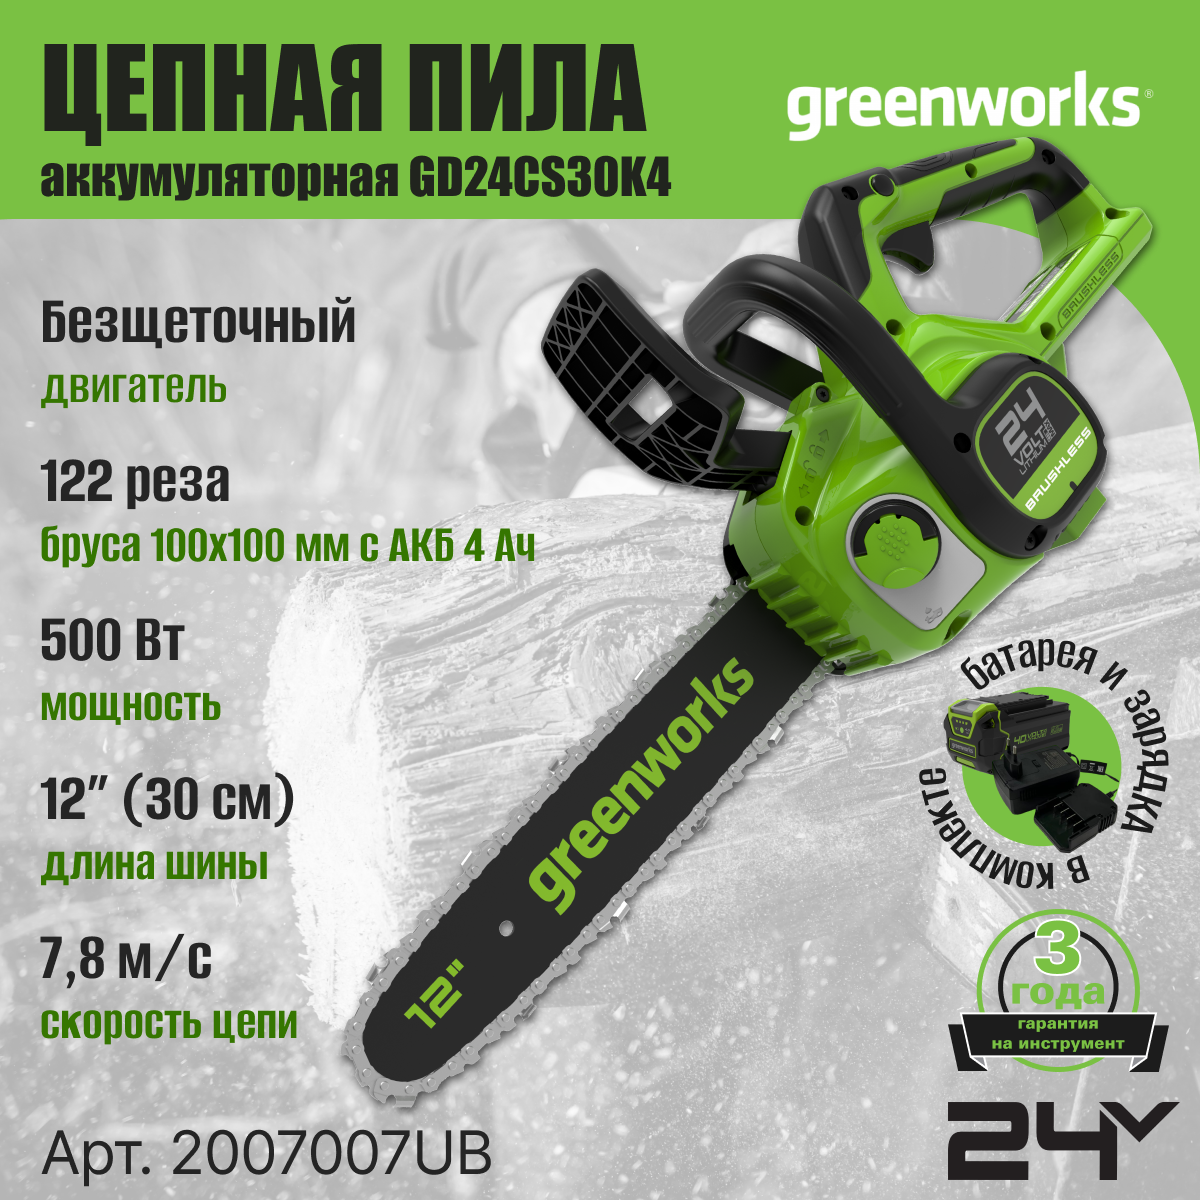 ЦЕПНАЯ ПИЛА
аккумуляторная GD24CS30K4
greenworks®
Безщеточный
двигатель
122 реза
бруса 100х100 мм с АКБ 4 Ач
500 Вт
мощность
12" (30 см)
длина шины
7,8 м/с
скорость цепи
BRUSHLESS
24
VOLT
LITHIUM
BRUSHLESS
greenworks
12"
батарея и зарядка
в комплекте
40 VOLT
greenworks
3
года
гарантия
на инструмент
Арт. 2007007UB
24V